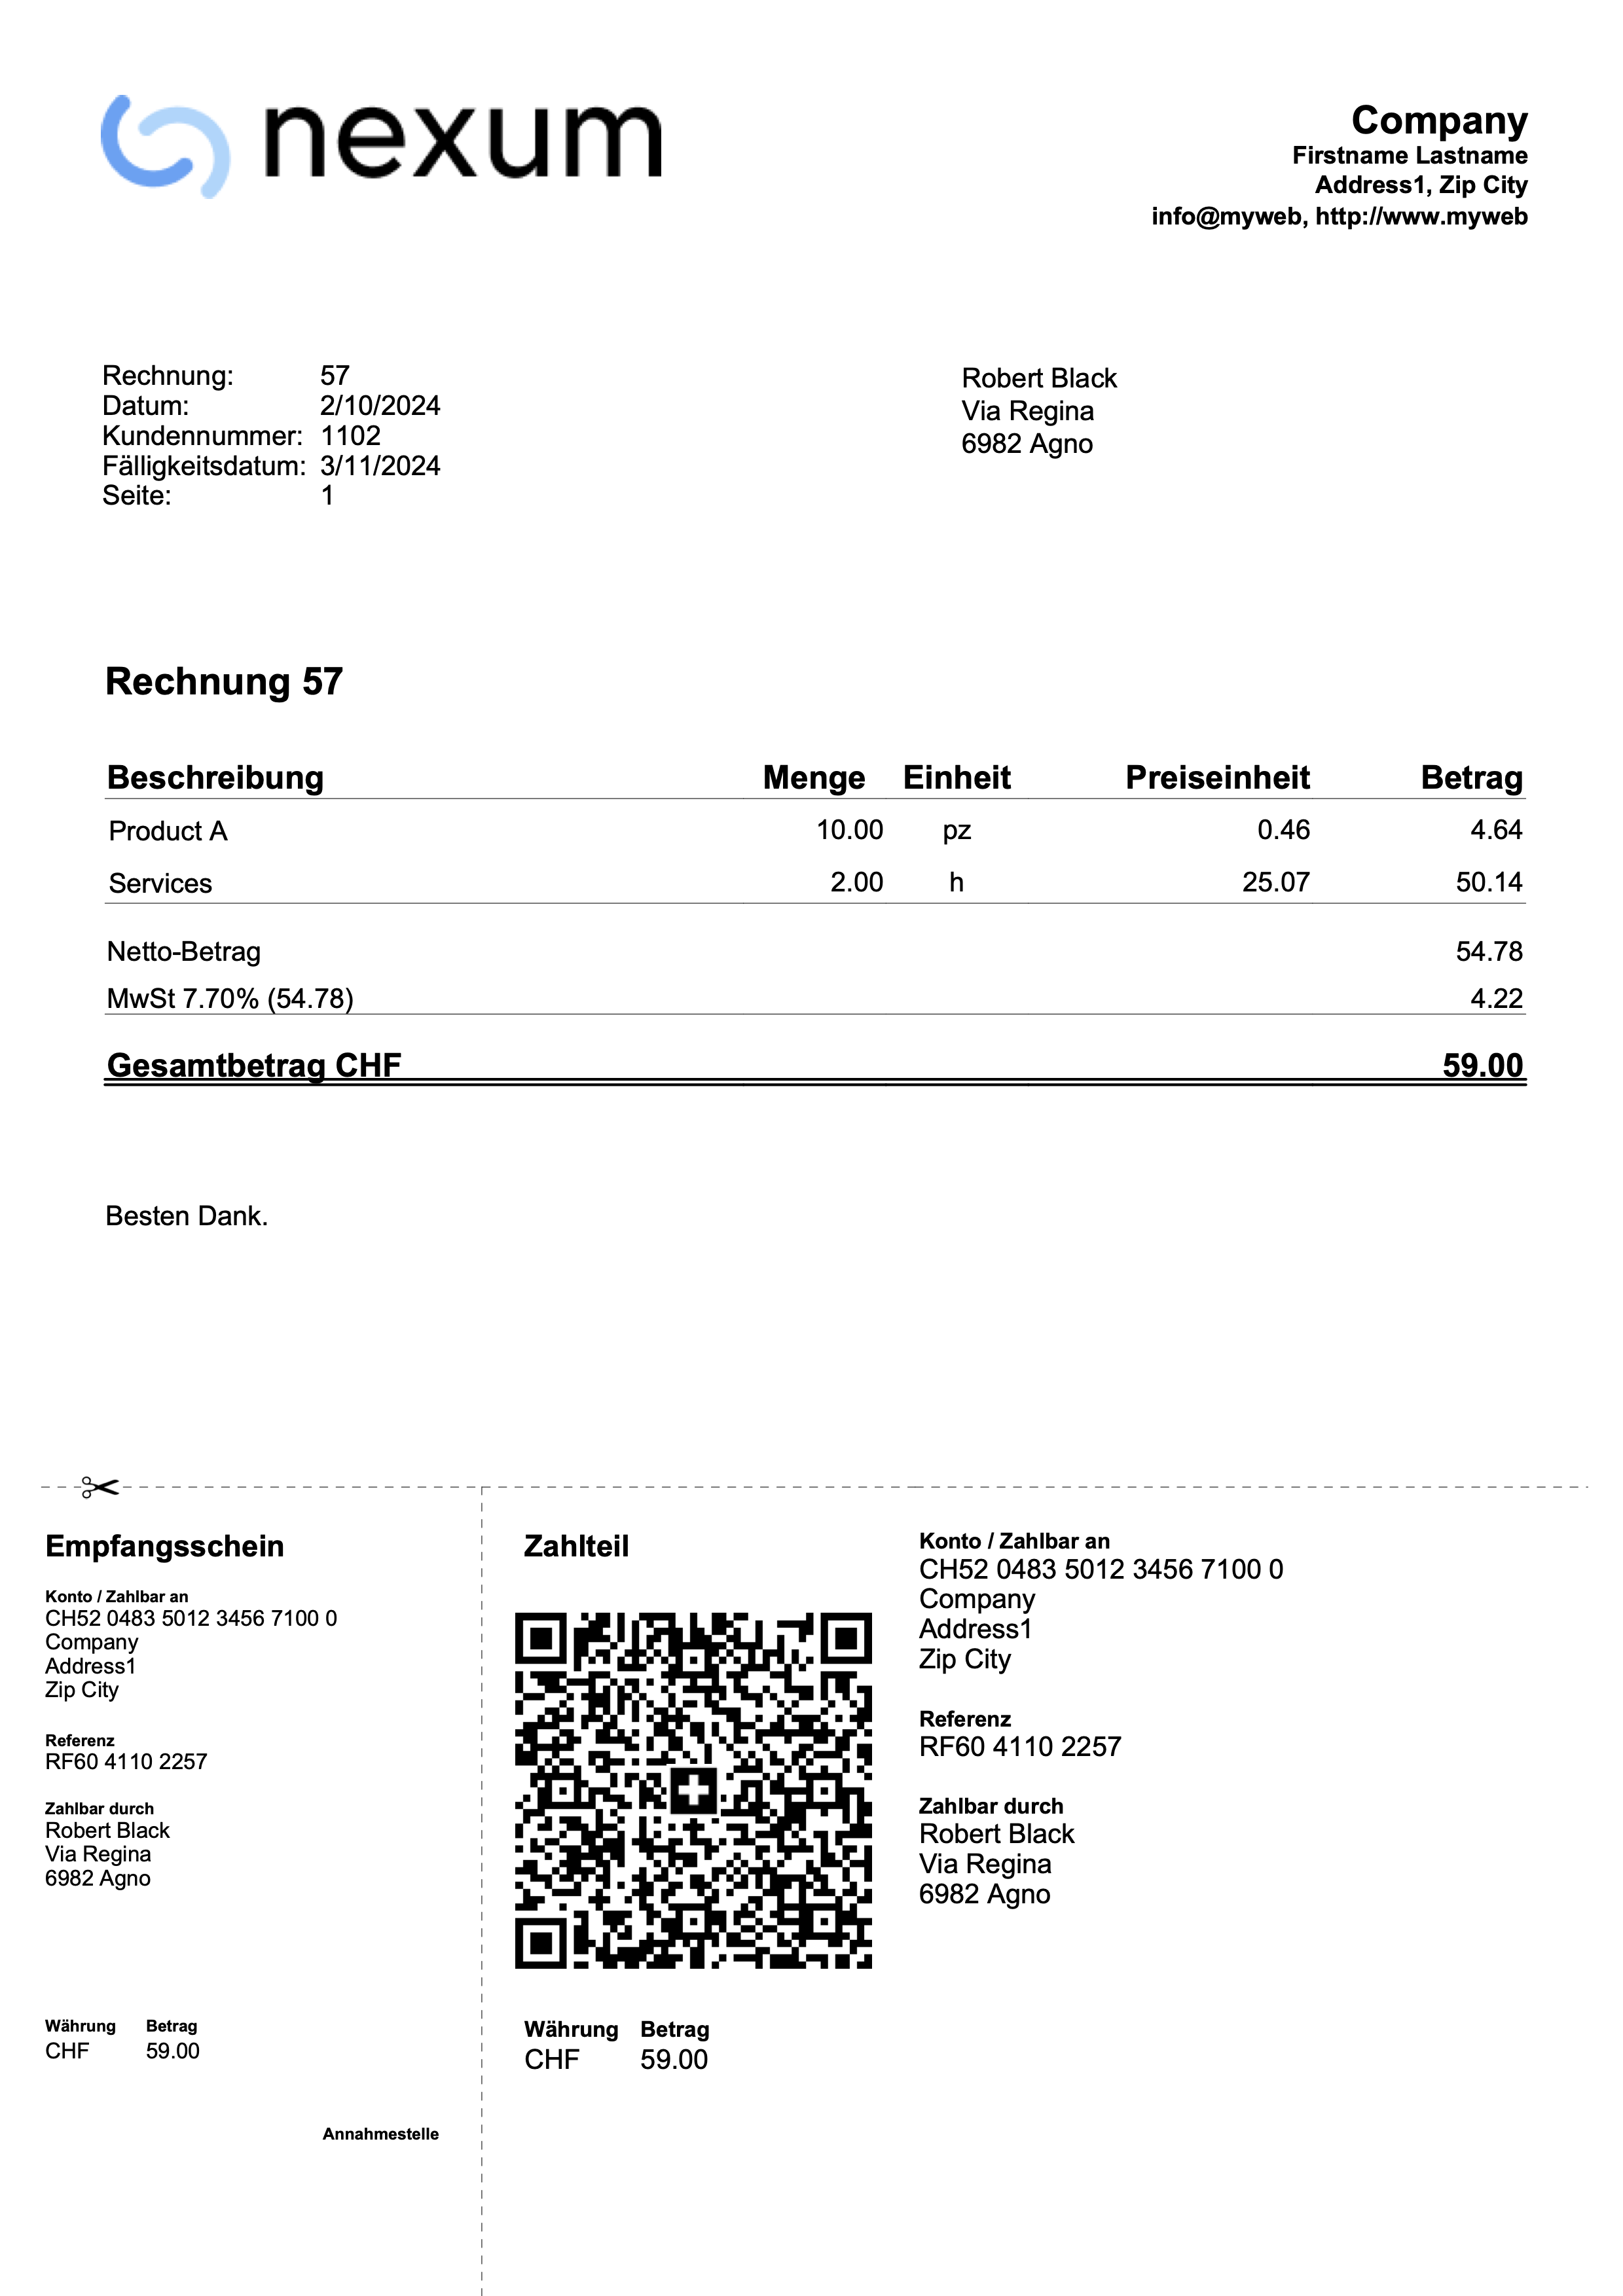 nexum
Company
Firstname Lastname
Address1, Zip City
info@myweb, http://www.myweb
Rechnung: 57
Datum: 2/10/2024
Kundennummer: 1102
Fälligkeitsdatum: 3/11/2024
Seite: 1
Robert Black
Via Regina
6982 Agno
Rechnung 57
Beschreibung Menge Einheit Preiseinheit Betrag
Product A 10.00 pz 0.46 4.64
Services 2.00 h 25.07 50.14
Netto-Betrag 54.78
MwSt 7.70% (54.78) 4.22
Gesamtbetrag CHF 59.00
Besten Dank.
Empfangsschein
Konto / Zahlbar an
CH52 0483 5012 3456 7100 0
Company
Address1
Zip City
Referenz
RF60 4110 2257
Zahlbar durch
Robert Black
Via Regina
6982 Agno
Währung Betrag
CHF 59.00
Annahmestelle
Zahlteil
Währung Betrag
CHF 59.00
Konto / Zahlbar an
CH52 0483 5012 3456 7100 0
Company
Address1
Zip City
Referenz
RF60 4110 2257
Zahlbar durch
Robert Black
Via Regina
6982 Agno